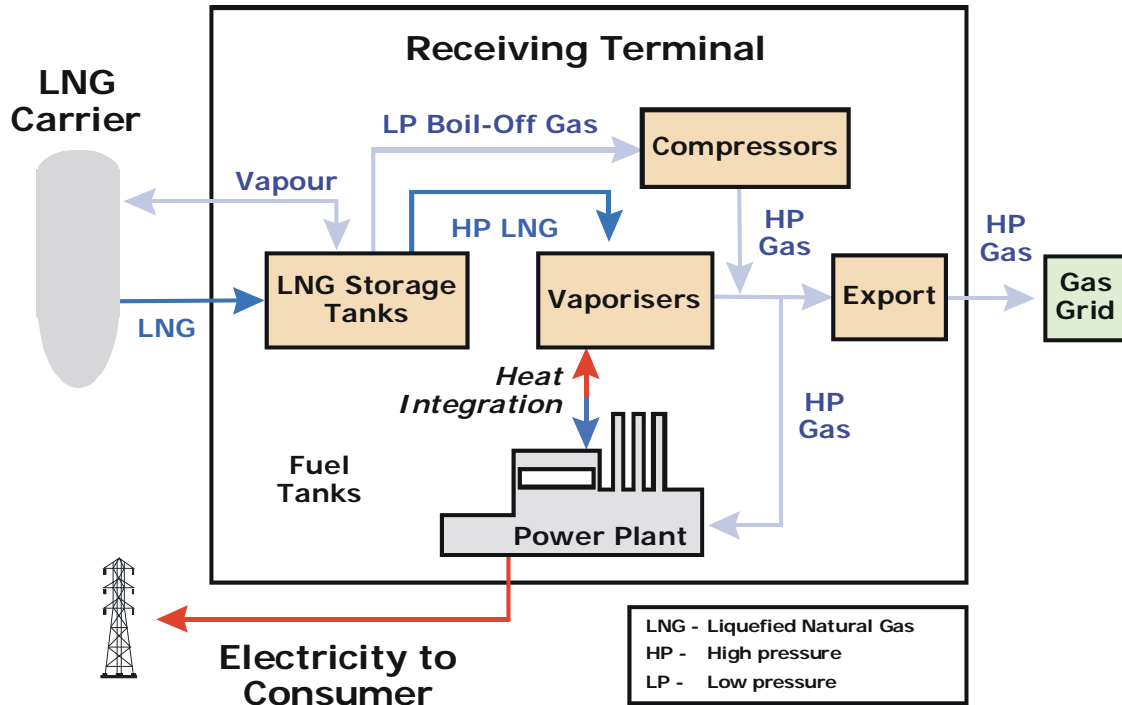 Receiving Terminal
LNG
Carrier
LP Boil-Off Gas
Compressors
Vapour
HP LNG
HP
Gas
HP
Gas
LNG Storage
Tanks
Vaporisers
Export
Gas
Grid
LNG
Heat
Integration
HP
Gas
Fuel
Tanks
Power Plant
Electricity to
Consumer
LNG - Liquefied Natural Gas
HP - High pressure
LP - Low pressure